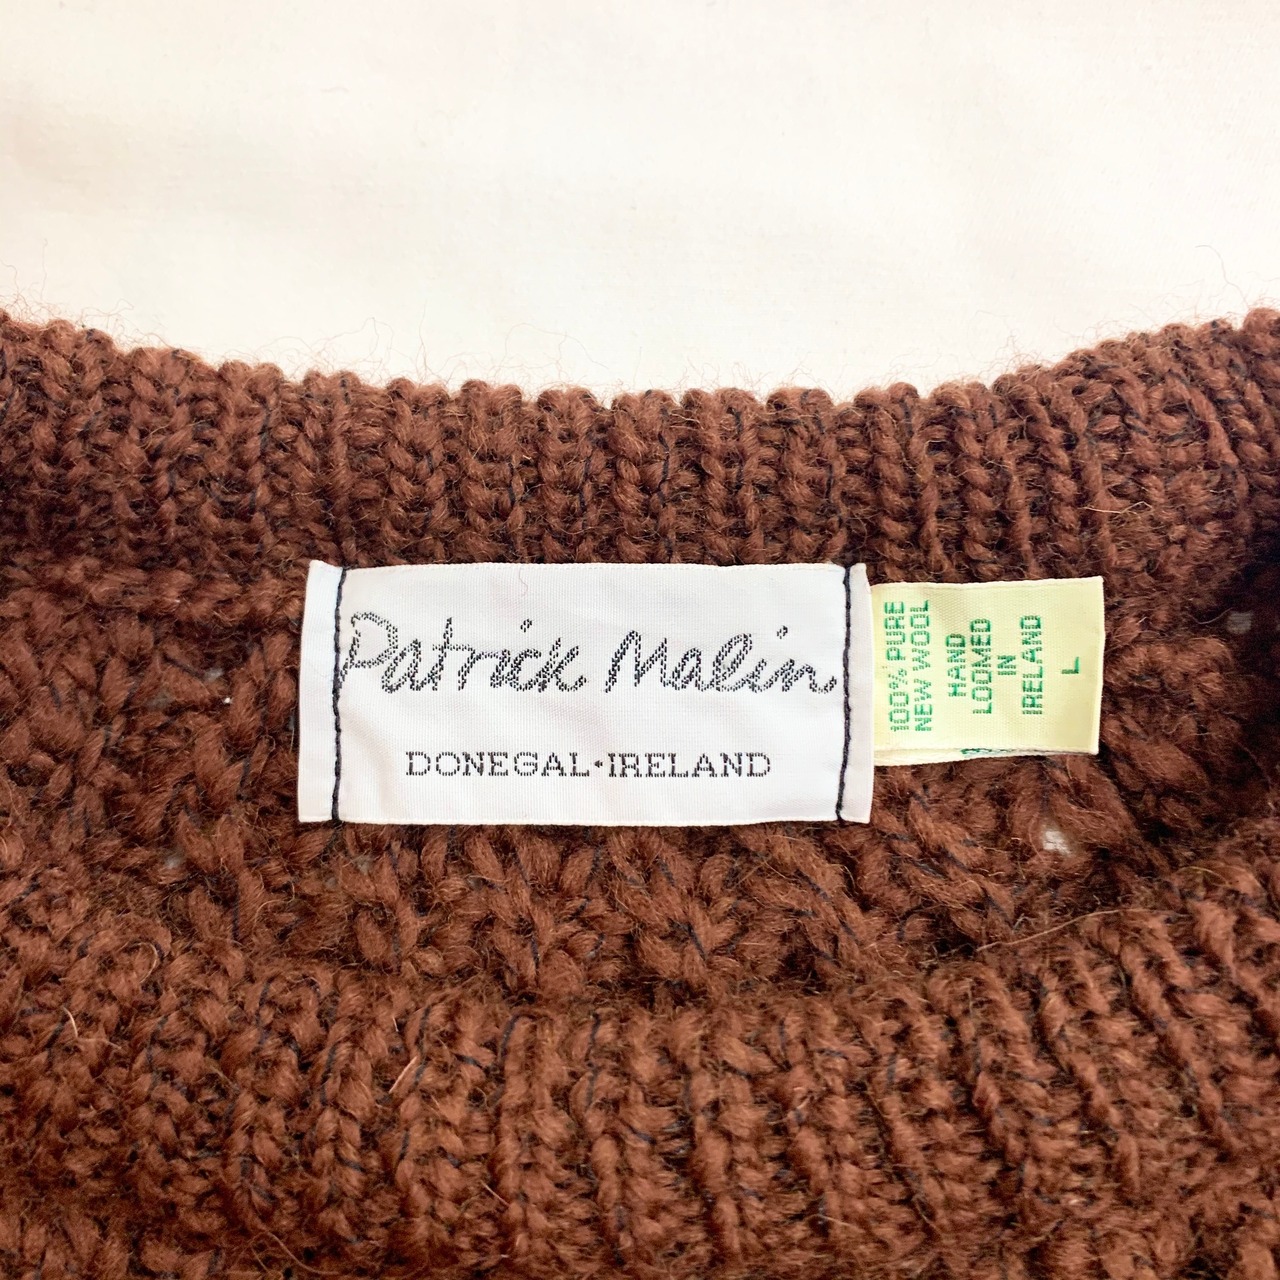 Patrick Malin
DONEGAL•IRELAND
100% PURE
NEW WOOL
HAND
LOOMED
IN
IRELAND
L